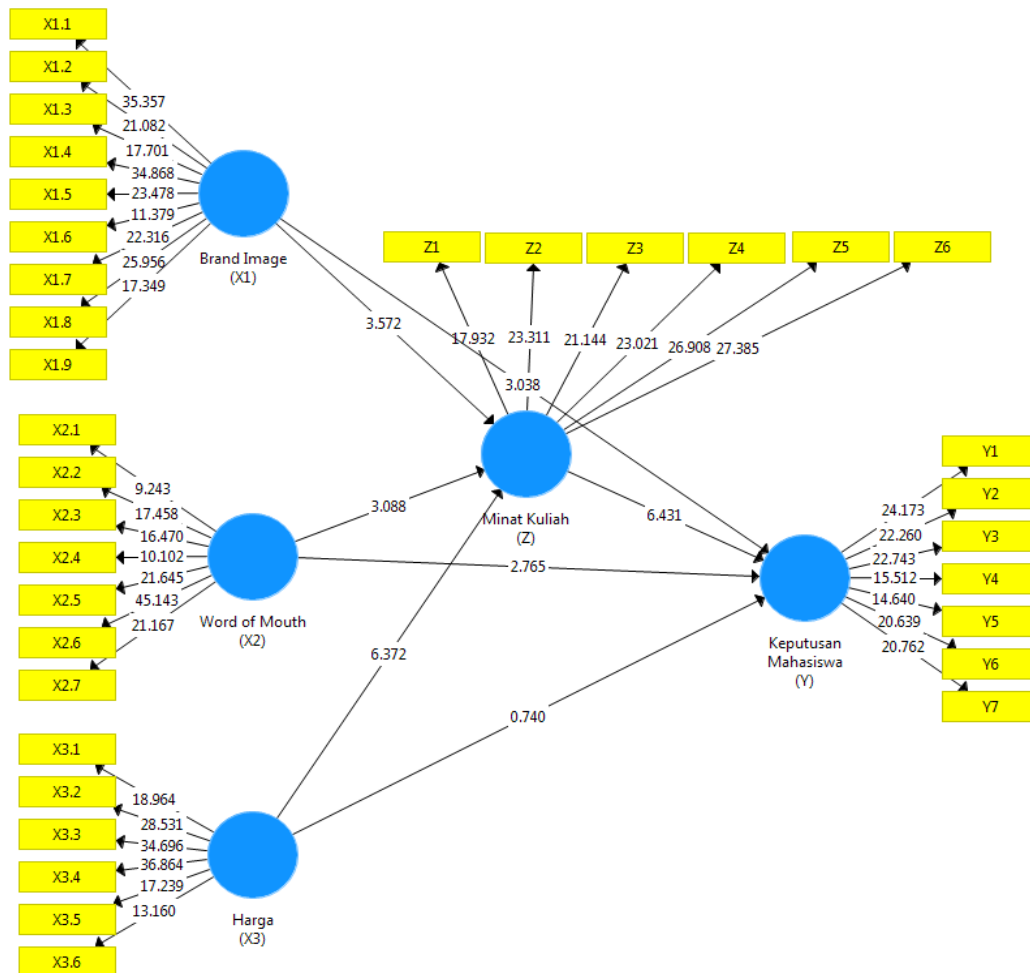 X1.1
X1.2
X1.3
X1.4
X1.5
X1.6
X1.7
X1.8
X1.9
35.357
21.082
17.701
34.868
23.478
11.379
22.316
25.956
17.349
Brand Image
(X1)
Z1
Z2
Z3
Z4
Z5
Z6
17.932
23.311
21.144
23.021
26.908
27.385
3.572
3.038
Minat Kuliah
(Z)
X2.1
X2.2
X2.3
X2.4
X2.5
X2.6
X2.7
9.243
17.458
16.470
10.102
21.645
45.143
21.167
Word of Mouth
(X2)
3.088
2.765
6.431
6.372
0.740
Y1
Y2
Y3
Y4
Y5
Y6
Y7
24.173
22.260
22.743
15.512
14.640
20.639
20.762
Keputusan
Mahasiswa
(Y)
X3.1
X3.2
X3.3
X3.4
X3.5
X3.6
18.964
28.531
34.696
36.864
17.239
13.160
Harga
(X3)